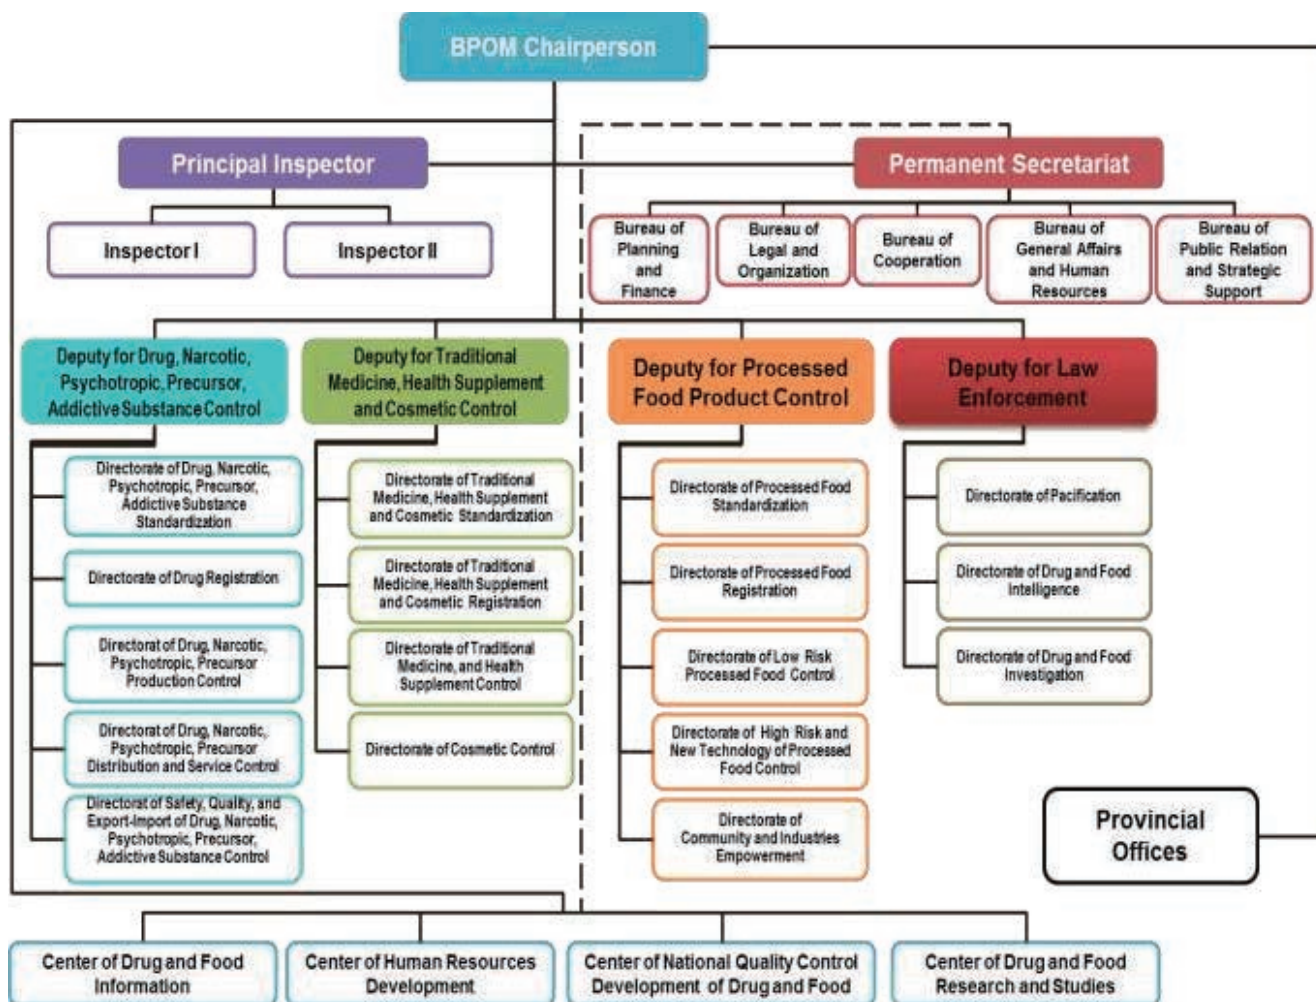 BPOM Chairperson
Principal Inspector
Permanent Secretariat
Inspector I
Inspector II
Bureau of
Planning
and
Finance
Bureau of
Legal and
Organization
Bureau of
Cooperation
Bureau of
General Affairs
and Human
Resources
Bureau of
Public Relation
and Strategic
Support
Deputy for Drug, Narcotic,
Psychotropic, Precursor,
Addictive Substance Control
Deputy for Traditional
Medicine, Health Supplement
and Cosmetic Control
Deputy for Processed
Food Product Control
Deputy for Law
Enforcement
Directorate of Drug, Narcotic,
Psychotropic, Precursor,
Addictive Substance
Standardization
Directorate of Drug Registration
Directorat of Drug, Narcotic,
Psychotropic, Precursor
Production Control
Directorat of Drug, Narcotic,
Psychotropic, Precursor
Distribution and Service Control
Directorat of Safety, Quality, and
Export-Import of Drug, Narcotic,
Psychotropic, Precursor,
Addictive Substance Control
Directorate of Traditional
Medicine, Health Supplement
and Cosmetic Standardization
Directorate of Traditional
Medicine, Health Supplement
and Cosmetic Registration
Directorate of Traditional
Medicine, and Health
Supplement Control
Directorate of Cosmetic Control
Directorate of Processed Food
Standardization
Directorate of Processed Food
Registration
Directorate of Low Risk
Processed Food Control
Directorate of High Risk and
New Technology of Processed
Food Control
Directorate of
Community and Industries
Empowerment
Directorate of Pacification
Directorate of Drug and Food
Intelligence
Directorate of Drug and Food
Investigation
Provincial
Offices
Center of Drug and Food
Information
Center of Human Resources
Development
Center of National Quality Control
Development of Drug and Food
Center of Drug and Food
Research and Studies